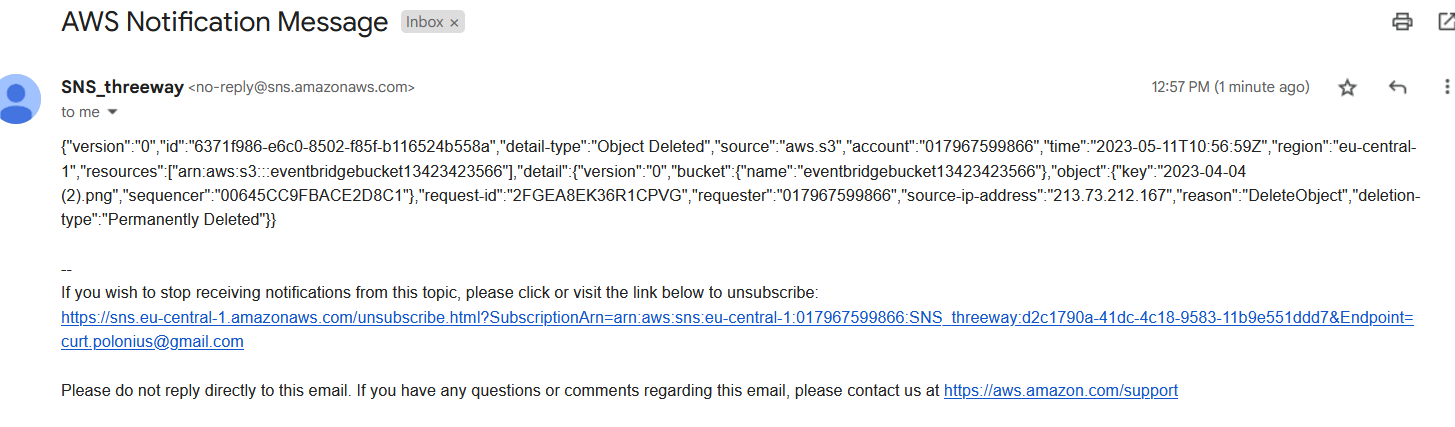 AWS Notification Message Inbox ×
SNS_threeway <no-reply@sns.amazonaws.com> 12:57 PM (1 minute ago)
to me
{"version":"0","id":"6371f986-e6c0-8502-f85f-b116524b558a","detail-type":"Object Deleted","source":"aws.s3","account":"017967599866","time":"2023-05-11T10:56:59Z","region":"eu-central-
1","resources":["arn:aws:s3:::eventbridgebucket13423423566"],"detail":{"version":"0","bucket":{"name":"eventbridgebucket13423423566"},"object":{"key":"2023-04-04
(2).png","sequencer":"00645CC9FBACE2D8C1"},"request-id":"2FGEA8EK36R1CPVG","requester":"017967599866","source-ip-address":"213.73.212.167","reason":"DeleteObject","deletion-
type":"Permanently Deleted"}}
--
If you wish to stop receiving notifications from this topic, please click or visit the link below to unsubscribe:
https://sns.eu-central-1.amazonaws.com/unsubscribe.html?SubscriptionArn=arn:aws:sns:eu-central-1:017967599866:SNS_threeway:d2c1790a-41dc-4c18-9583-11b9e551ddd7&Endpoint=
curt.polonius@gmail.com
Please do not reply directly to this email. If you have any questions or comments regarding this email, please contact us at https://aws.amazon.com/support